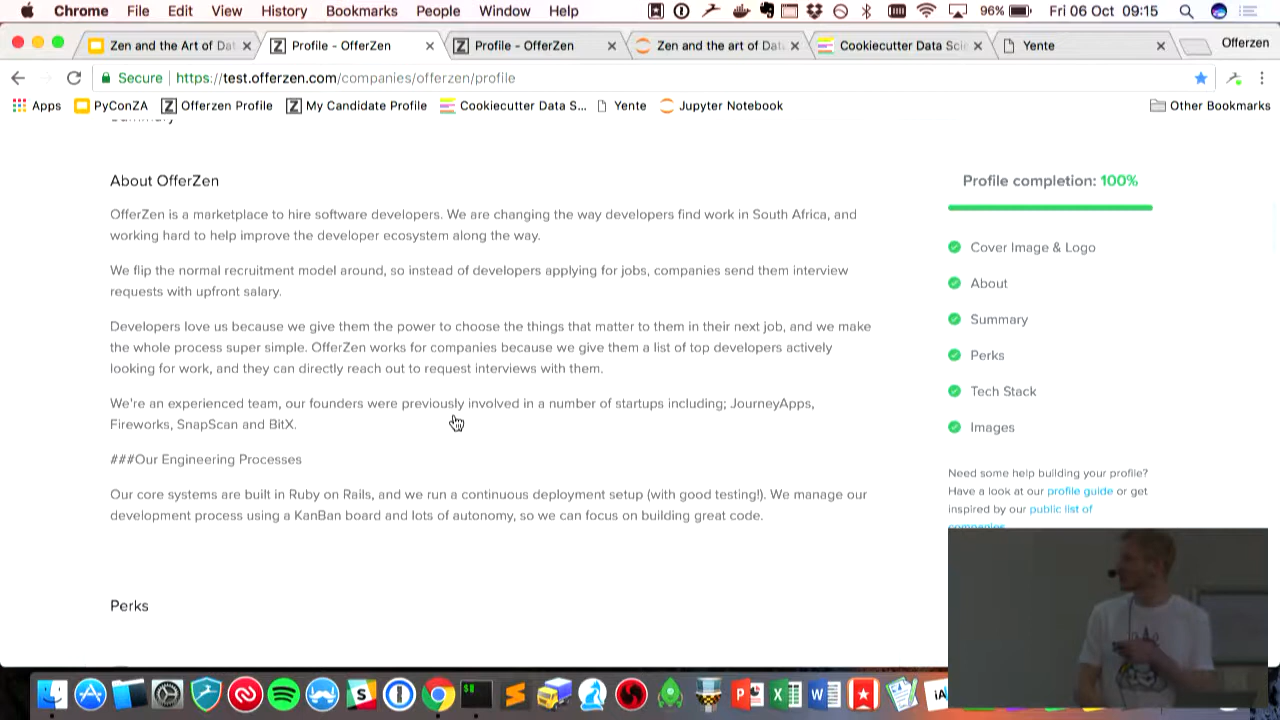 Chrome File Edit View History Bookmarks People Window Help 96% Fri 06 Oct 09:15
Zen and the Art of Dat Profile - OfferZen Profile - OfferZen Zen and the art of Dat Cookiecutter Data Scie Yente Offerzen
Secure https://test.offerzen.com/companies/offerzen/profile
Apps PyConZA Offerzen Profile My Candidate Profile Cookiecutter Data S... Yente Jupyter Notebook Other Bookmarks
Summary
About OfferZen
OfferZen is a marketplace to hire software developers. We are changing the way developers find work in South Africa, and
working hard to help improve the developer ecosystem along the way.
We flip the normal recruitment model around, so instead of developers applying for jobs, companies send them interview
requests with upfront salary.
Developers love us because we give them the power to choose the things that matter to them in their next job, and we make
the whole process super simple. OfferZen works for companies because we give them a list of top developers actively
looking for work, and they can directly reach out to request interviews with them.
We're an experienced team, our founders were previously involved in a number of startups including; JourneyApps,
Fireworks, SnapScan and BitX.
###Our Engineering Processes
Our core systems are built in Ruby on Rails, and we run a continuous deployment setup (with good testing!). We manage our
development process using a KanBan board and lots of autonomy, so we can focus on building great code.
Perks
Profile completion: 100%
Cover Image & Logo
About
Summary
Perks
Tech Stack
Images
Need some help building your profile?
Have a look at our profile guide or get
inspired by our public list of
companies